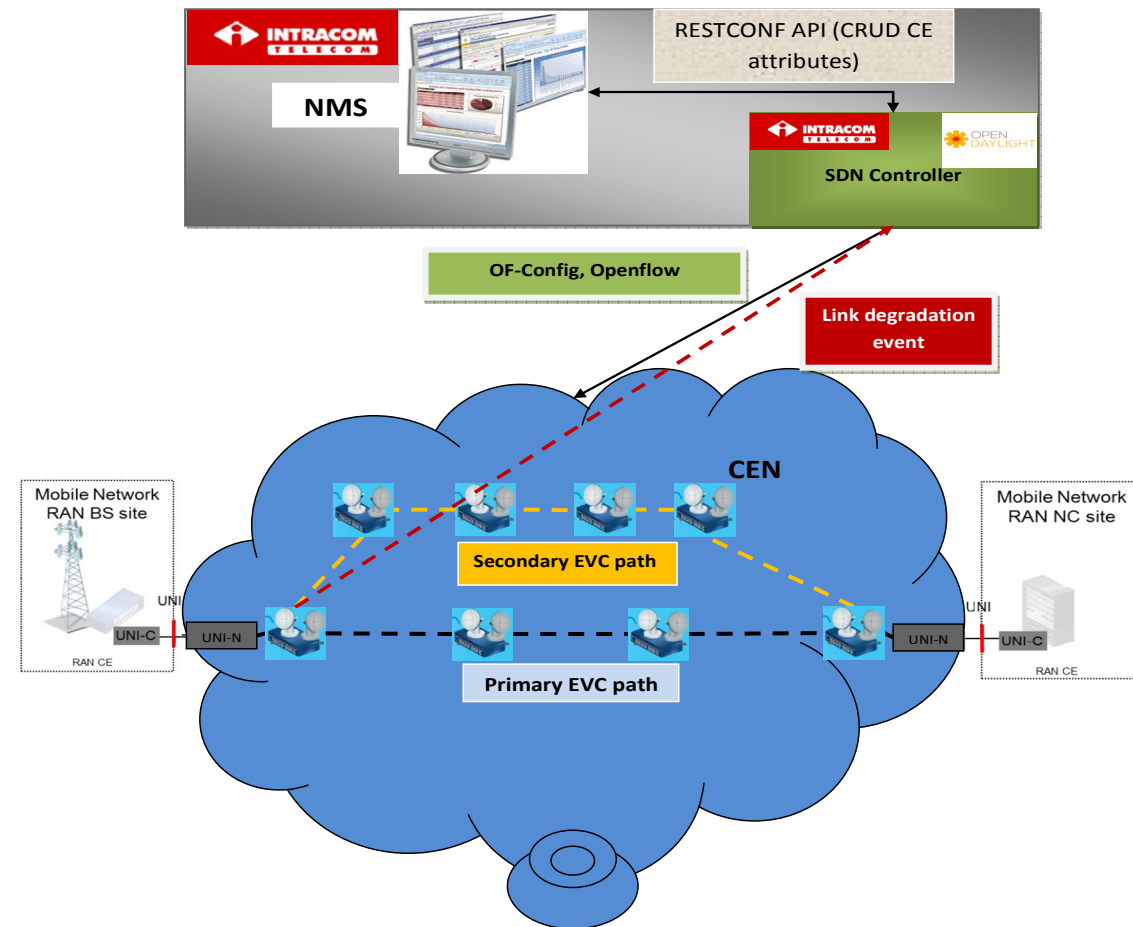 INTRACOM
TELECOM
NMS
RESTCONF API (CRUD CE
attributes)
INTRACOM
TELECOM
OPEN
DAYLIGHT
SDN Controller
OF-Config, Openflow
Link degradation
event
CEN
Mobile Network
RAN BS site
UNI
UNI-C
UNI-N
RAN CE
Secondary EVC path
Primary EVC path
Mobile Network
RAN NC site
UNI
UNI-N
UNI-C
RAN CE